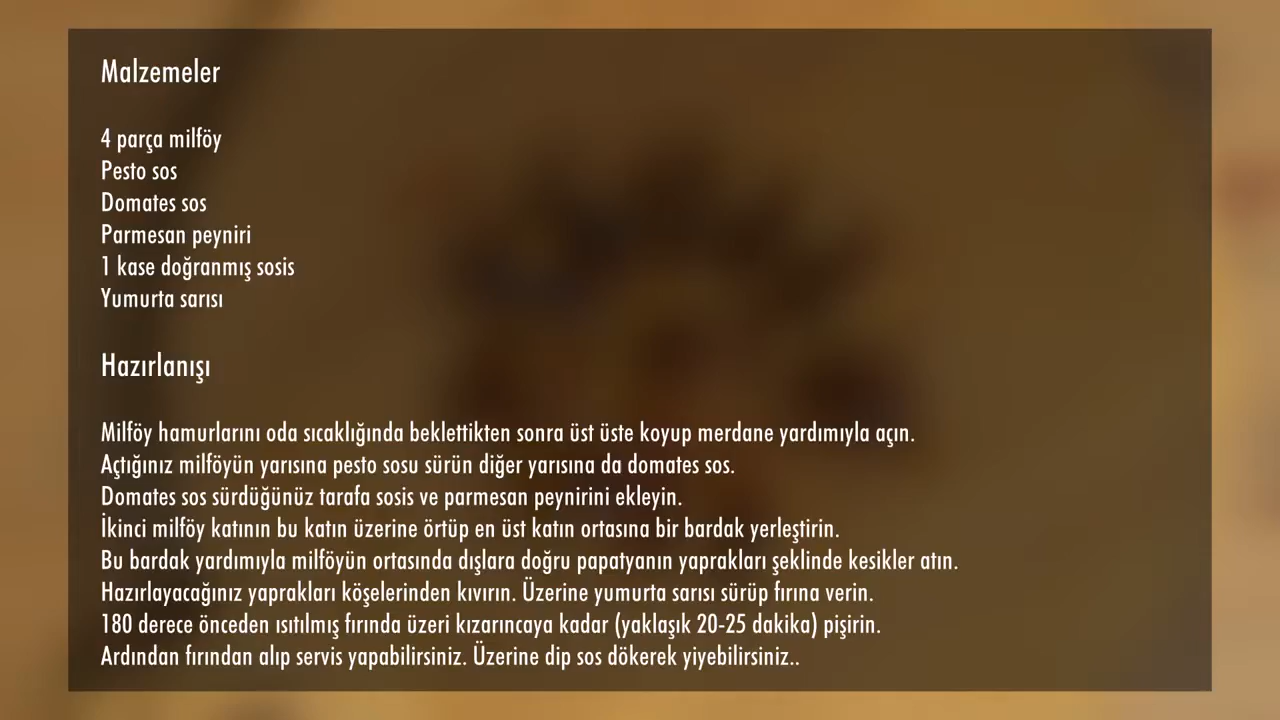 Malzemeler
4 parça milföy
Pesto sos
Domates sos
Parmesan peyniri
1 kase doğranmış sosis
Yumurta sarısı
Hazırlanışı
Milföy hamurlarını oda sıcaklığında beklettikten sonra üst üste koyup merdane yardımıyla açın.
Açtığınız milföyün yarısına pesto sosu sürün diğer yarısına da domates sos.
Domates sos sürdüğünüz tarafa sosis ve parmesan peynirini ekleyin.
İkinci milföy katının bu katın üzerine örtüp en üst katın ortasına bir bardak yerleştirin.
Bu bardak yardımıyla milföyün ortasında dışlara doğru papatyanın yaprakları şeklinde kesikler atın.
Hazırlayacağınız yaprakları köşelerinden kıvırın. Üzerine yumurta sarısı sürüp fırına verin.
180 derece önceden ısıtılmış fırında üzeri kızarıncaya kadar (yaklaşık 20-25 dakika) pişirin.
Ardından fırından alıp servis yapabilirsiniz. Üzerine dip sos dökerek yiyebilirsiniz..